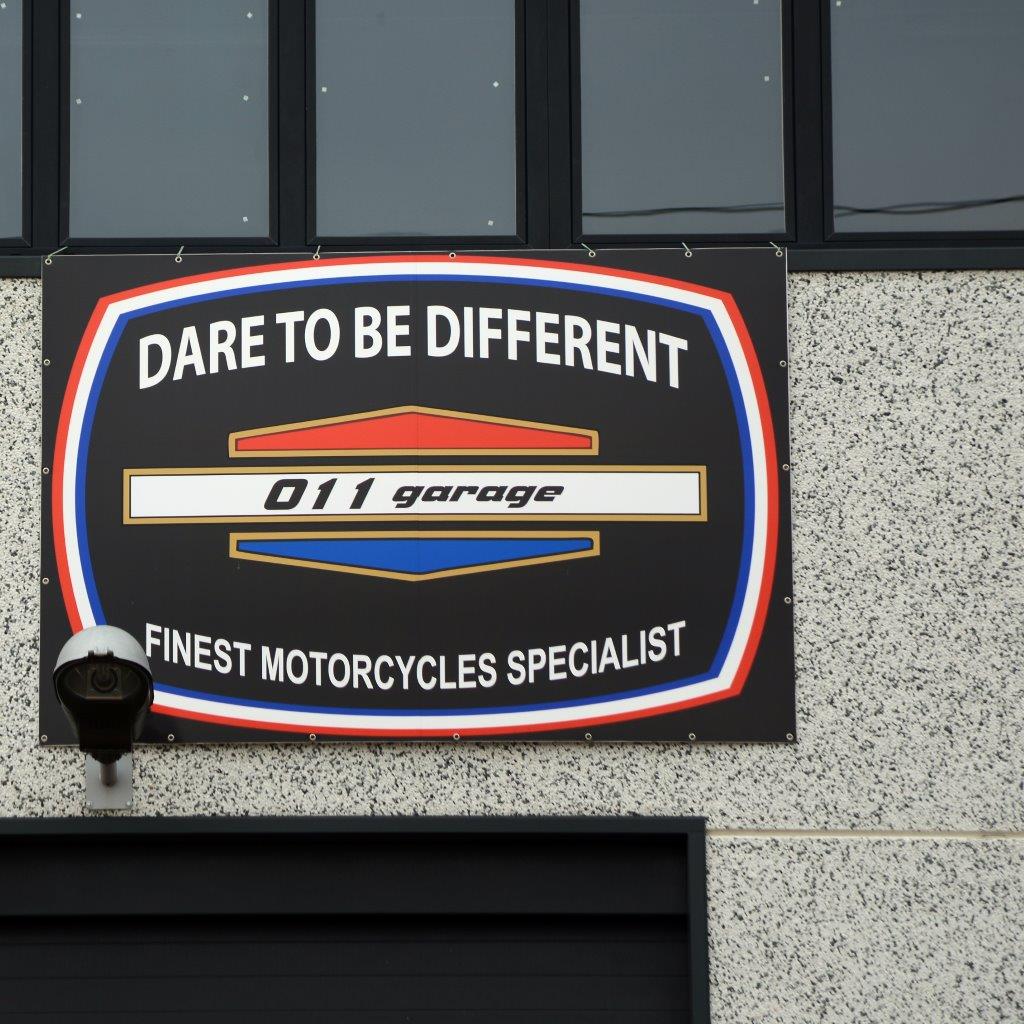 DARE TO BE DIFFERENT
011 garage
FINEST MOTORCYCLES SPECIALIST